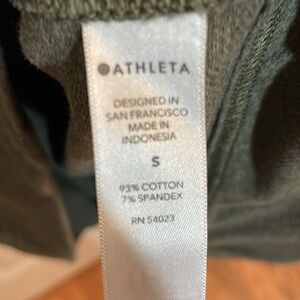 ATHLETA
DESIGNED IN
SAN FRANCISCO
MADE IN
INDONESIA
S
93% COTTON
7% SPANDEX
RN 54023